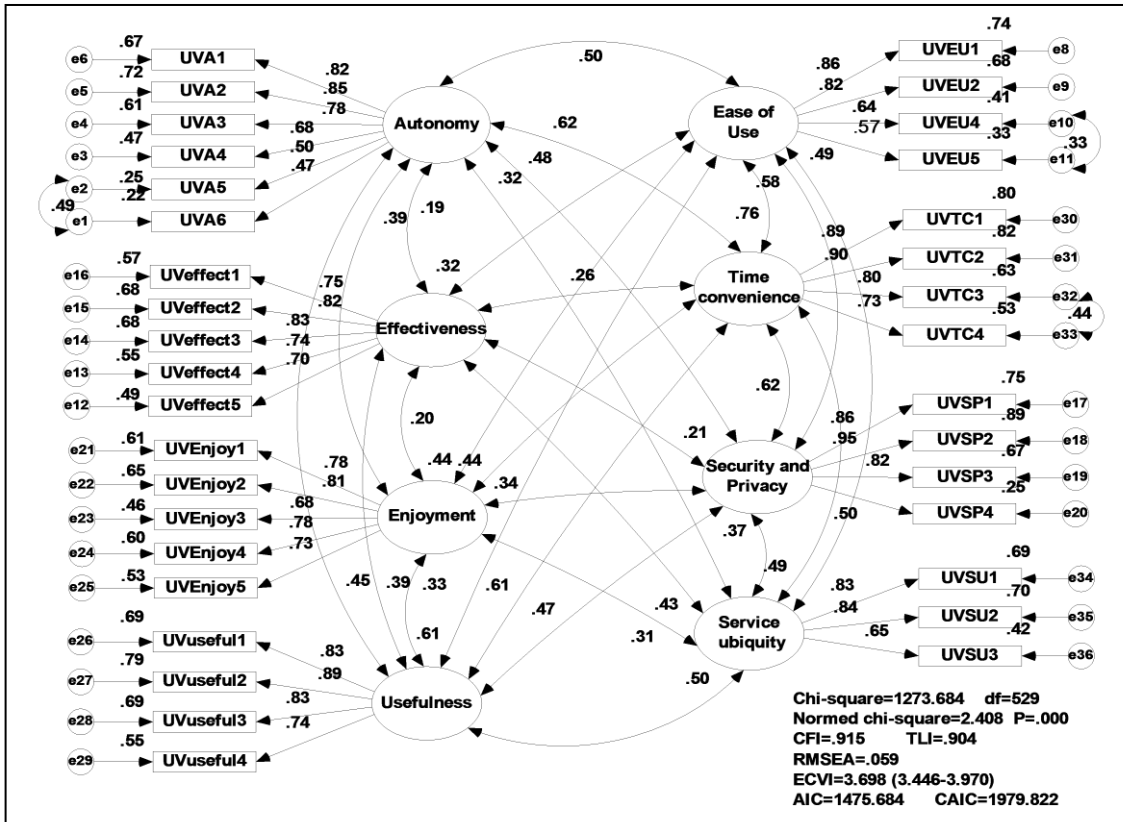 .67
e6 UVA1
.72
e5 UVA2
.61
e4 UVA3
.47
e3 UVA4
.25
e2 UVA5
.22
.49
e1 UVA6
.82
.85
.78
.68
.50
.47
Autonomy
.50
.62
.48
.32
.39
.19
.57
e16 UVeffect1
.68
e15 UVeffect2
.68
e14 UVeffect3
.55
e13 UVeffect4
.49
e12 UVeffect5
.75
.82
.83
.74
.70
Effectiveness
.32
.26
.20
.61
e21 UVEnjoy1
.65
e22 UVEnjoy2
.46
e23 UVEnjoy3
.60
e24 UVEnjoy4
.53
e25 UVEnjoy5
.78
.81
.68
.78
.73
Enjoyment
.44
.44
.34
.21
.45
.39
.33
.61
.61
.47
.37
.43
.31
.50
.69
e26 UVuseful1
.79
e27 UVuseful2
.69
e28 UVuseful3
.55
e29 UVuseful4
.83
.89
.83
.74
Usefulness
Ease of
Use
.86
.82
.64
.57
.49
.58
.76
.74
UVEU1 e8
.68
UVEU2 e9
.41
UVEU4 e10
.33
.33
UVEU5 e11
Time
convenience
.89
.90
.80
.73
.62
.80
UVTC1 e30
.82
UVTC2 e31
.63
UVTC3 e32
.53
.44
UVTC4 e33
Security and
Privacy
.86
.95
.82
.50
.49
.75
UVSP1 e17
.89
UVSP2 e18
.67
UVSP3 e19
.25
UVSP4 e20
Service
ubiquity
.83
.84
.65
.69
UVSU1 e34
.70
UVSU2 e35
.42
UVSU3 e36
Chi-square=1273.684 df=529
Normed chi-square=2.408 P=.000
CFI=.915 TLI=.904
RMSEA=.059
ECVI=3.698 (3.446-3.970)
AIC=1475.684 CAIC=1979.822